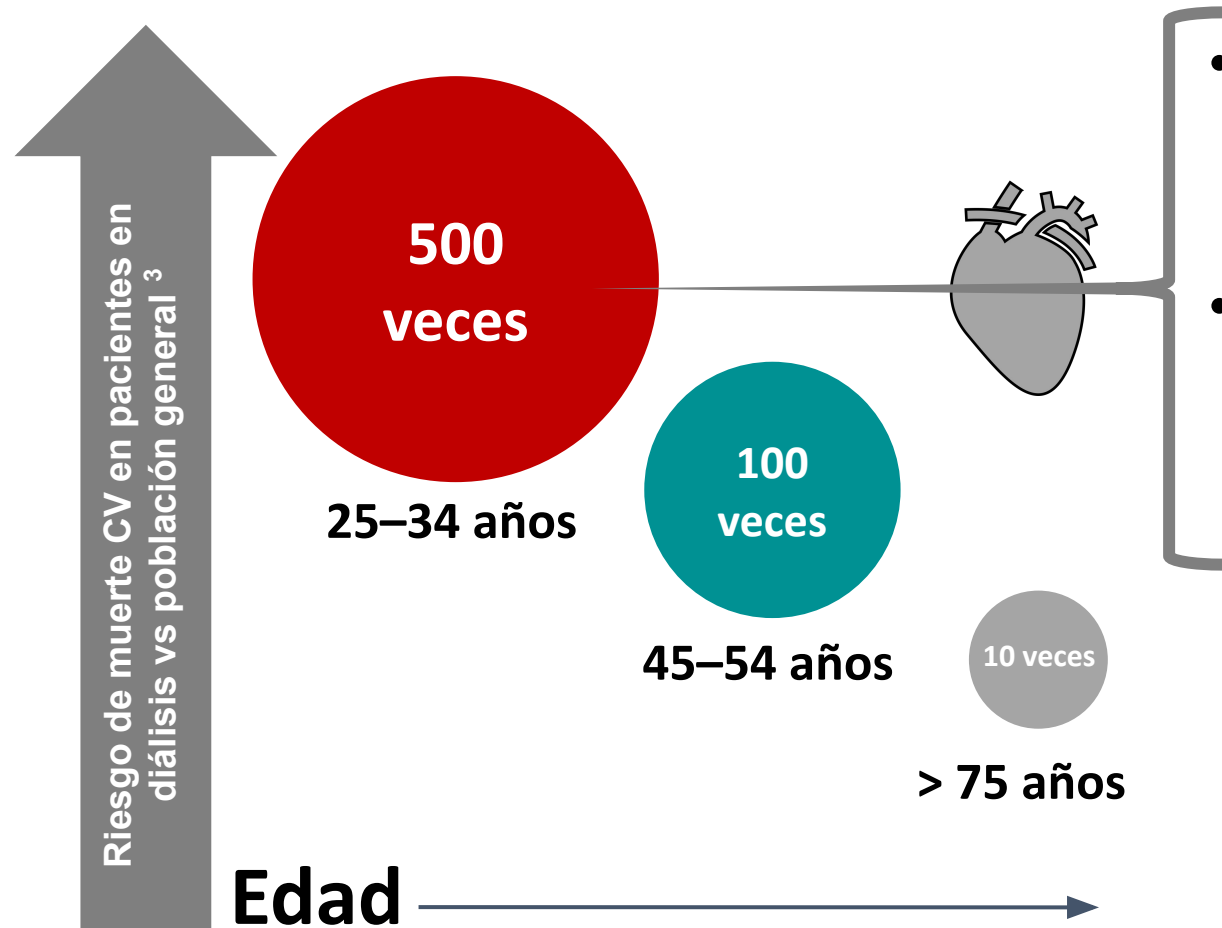 Riesgo de muerte CV en pacientes en
diálisis vs población general ³
500
veces
25–34 años
100
veces
45–54 años
10 veces
> 75 años
Edad